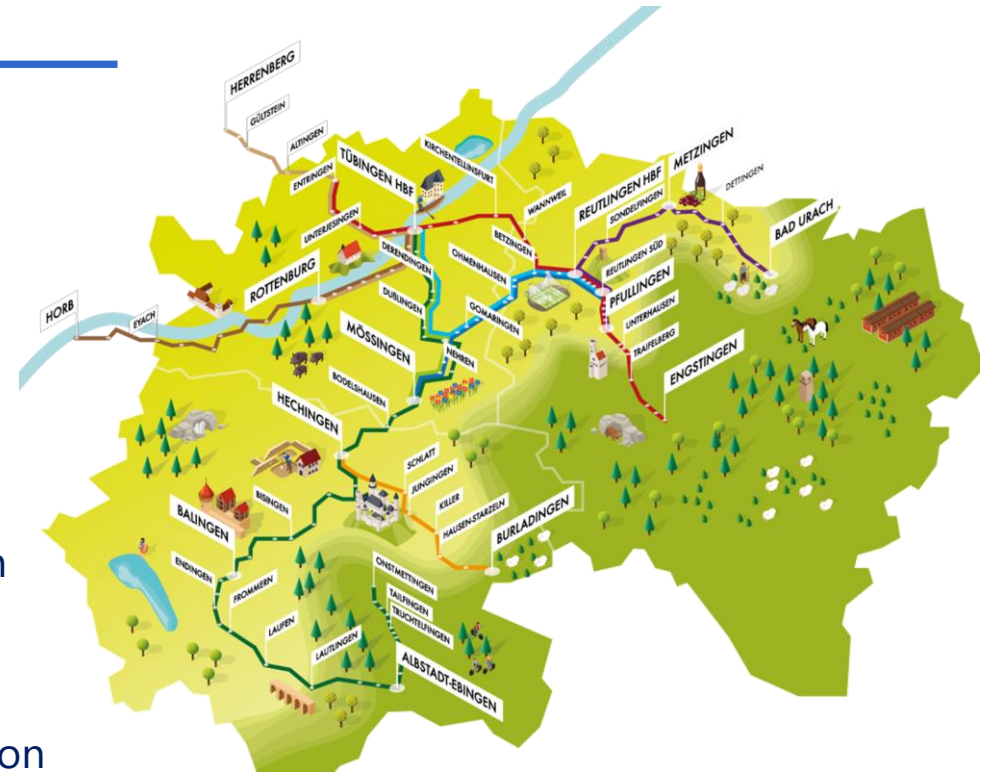 HERRENBERG
GÜLTSTEIN
ALTINGEN
ENTRINGEN
TÜBINGEN HBF
KIRCHENTELLINSFURT
WANNWEIL
REUTLINGEN HBF
METZINGEN
SONDELFINGEN
DETTINGEN
BAD URACH
UNTERJESINGEN
DERENDINGEN
BETZINGEN
OHMENHAUSEN
REUTLINGEN SÜD
PFULLINGEN
ROTTENBURG
HORB
EYACH
DUßLINGEN
GOMARINGEN
UNTERHAUSEN
TRAIFELBERG
ENGSTINGEN
MÖSSINGEN
NEHREN
BODELSHAUSEN
HECHINGEN
SCHLATT
JUNGINGEN
KILLER
HAUSEN-STARZELN
BURLADINGEN
BISINGEN
BALINGEN
ENDINGEN
FROMMERN
LAUFEN
LAUTLINGEN
ONSTMETTINGEN
TAILFINGEN
TRUCHTELFINGEN
ALBSTADT-EBINGEN
on